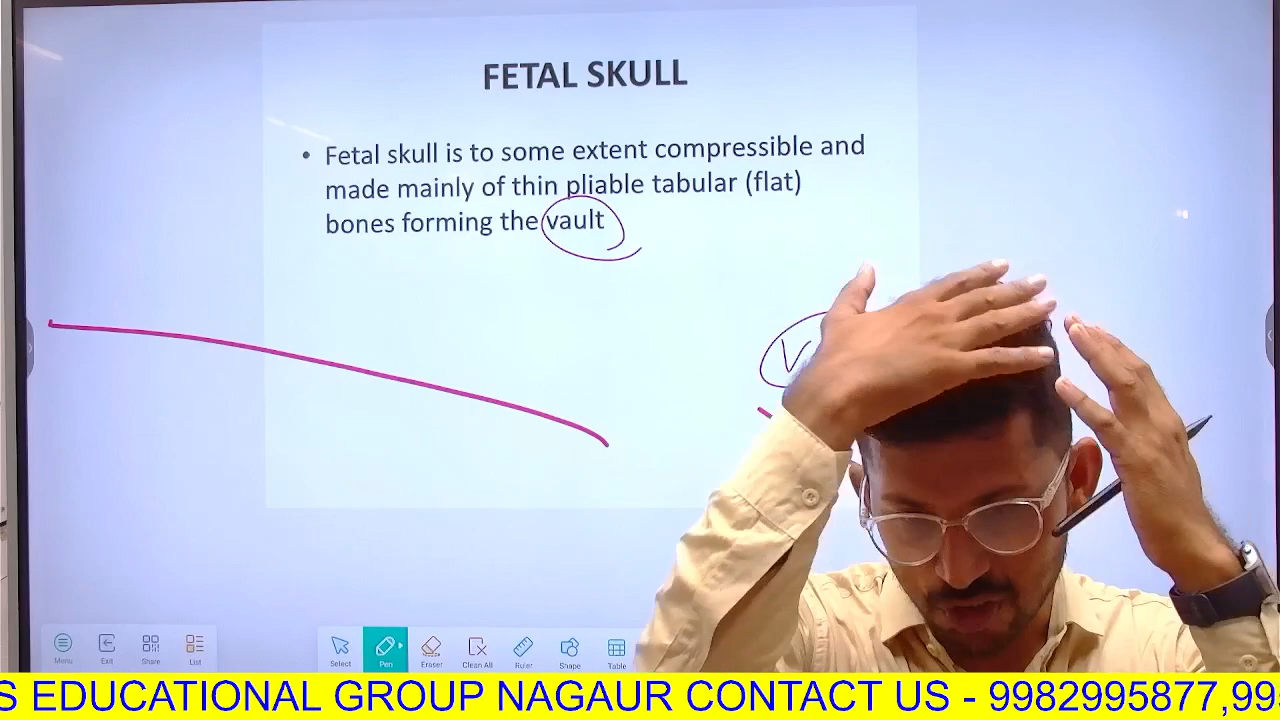 FETAL SKULL
• Fetal skull is to some extent compressible and
made mainly of thin pliable tabular (flat)
bones forming the vault
V
Menu
Exit
Share
List
Select
Pen
Eraser
Clean All
Ruler
Shape
Table
S EDUCATIONAL GROUP NAGAUR CONTACT US - 9982995877,99